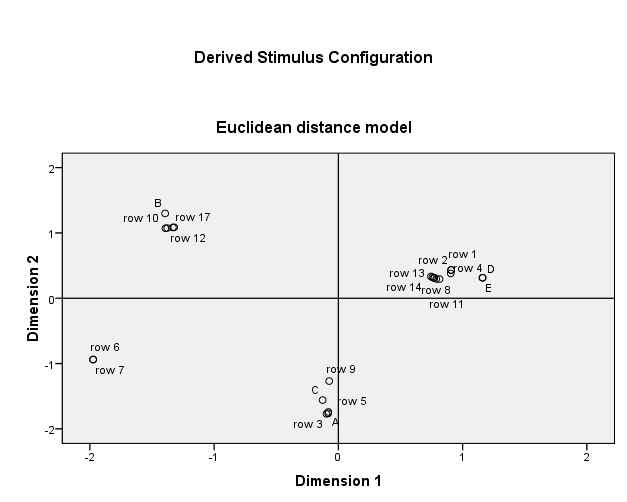 Derived Stimulus Configuration
Euclidean distance model
2
1
0
-1
-2
Dimension 2
B
row 10
row 17
row 12
row 2
row 1
row 13
row 4
D
row 14
row 8
E
row 11
row 6
row 7
row 9
C
row 5
row 3
A
-2
-1
0
1
2
Dimension 1